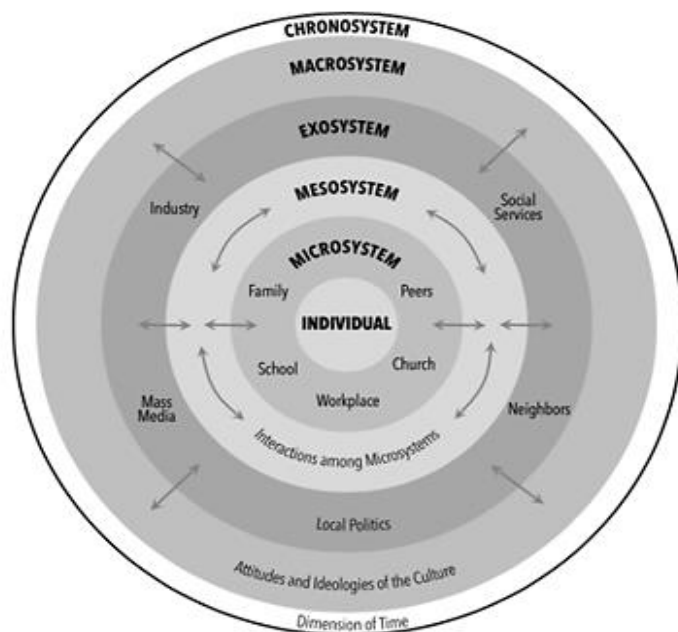 CHRONOSYSTEM
MACROSYSTEM
EXOSYSTEM
MESOSYSTEM
Industry
Social
Services
MICROSYSTEM
Family
Peers
INDIVIDUAL
School
Church
Workplace
Mass
Media
Neighbors
Interactions among Microsystems
Local Politics
Attitudes and Ideologies of the Culture
Dimension of Time